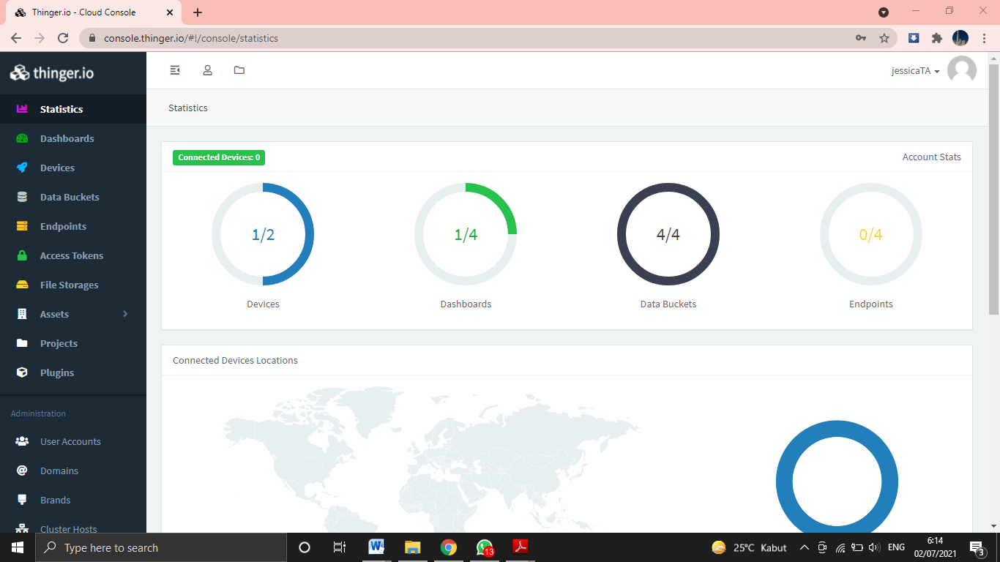 Thinger.io - Cloud Console
console.thinger.io/#!/console/statistics
thinger.io
jessicaTA
Statistics
Dashboards
Devices
Data Buckets
Endpoints
Access Tokens
File Storages
Assets
Projects
Plugins
Administration
User Accounts
Domains
Brands
Cluster Hosts
Statistics
Connected Devices: 0
Account Stats
1/2
1/4
4/4
0/4
Devices
Dashboards
Data Buckets
Endpoints
Connected Devices Locations
Type here to search
W
13
25°C Kabut
ENG
6:14
02/07/2021
3